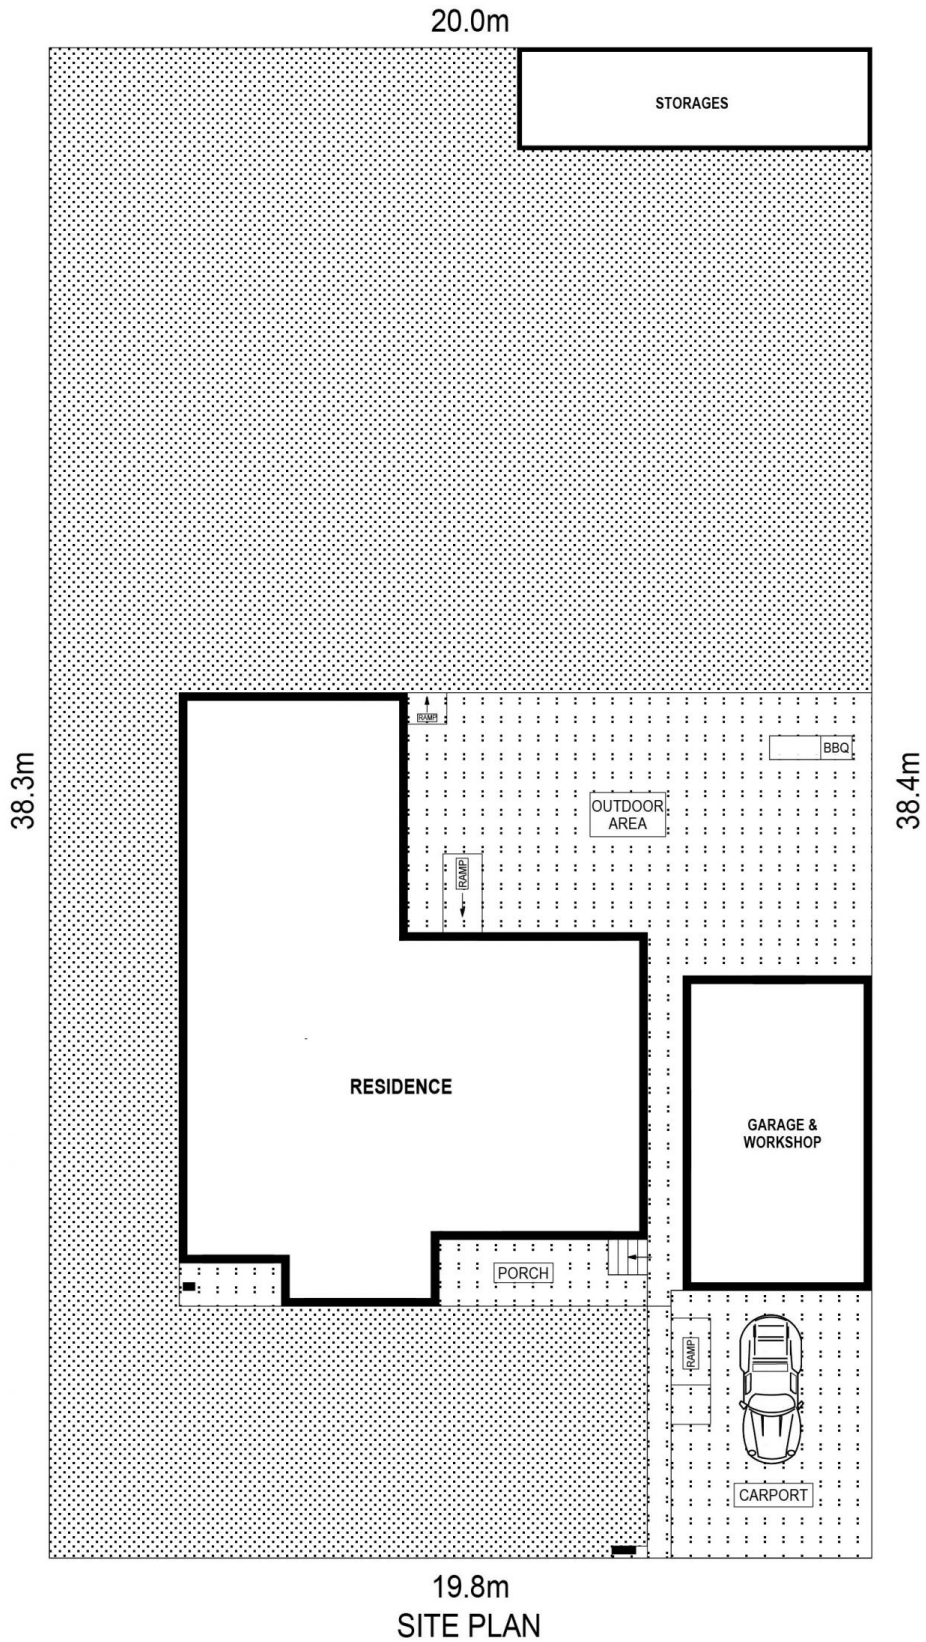 20.0m
STORAGES
RAMP
BBQ
OUTDOOR
AREA
38.3m
38.4m
RAMP
RESIDENCE
GARAGE &
WORKSHOP
PORCH
RAMP
CARPORT
19.8m
SITE PLAN